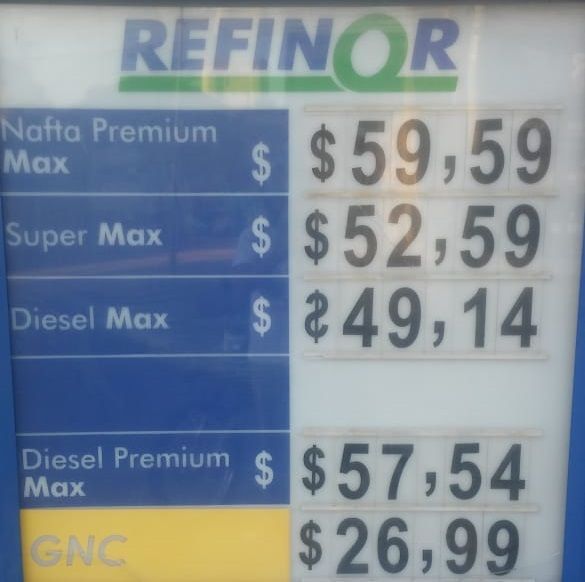 REFINOR
Nafta Premium
Max $ $59,59
Super Max $ $52,59
Diesel Max $ $49,14
Diesel Premium
Max $ $57,54
GNC $26,99